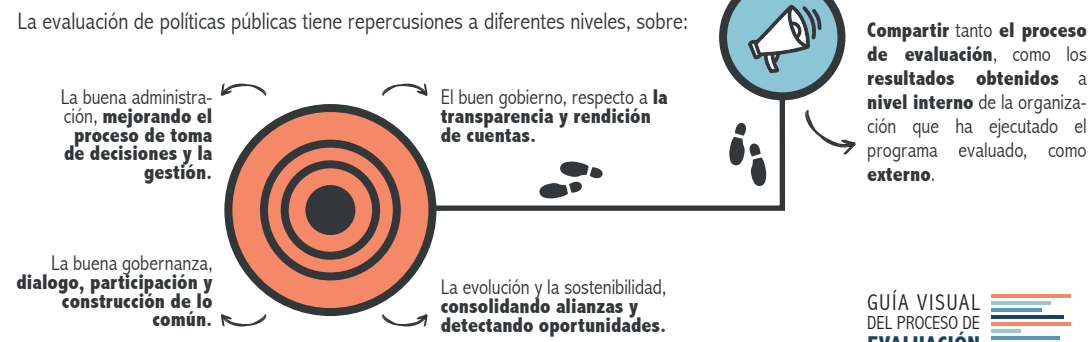 La evaluación de políticas públicas tiene repercusiones a diferentes niveles, sobre:
La buena administra-
ción, mejorando el
proceso de toma
de decisiones y la
gestión.
El buen gobierno, respecto a la
transparencia y rendición
de cuentas.
La buena gobernanza,
dialogo, participación y
construcción de lo
común.
La evolución y la sostenibilidad,
consolidando alianzas y
detectando oportunidades.
Compartir tanto el proceso
de evaluación, como los
resultados obtenidos a
nivel interno de la organiza-
ción que ha ejecutado el
programa evaluado, como
externo.
GUÍA VISUAL
DEL PROCESO DE
EVALUACIÓN